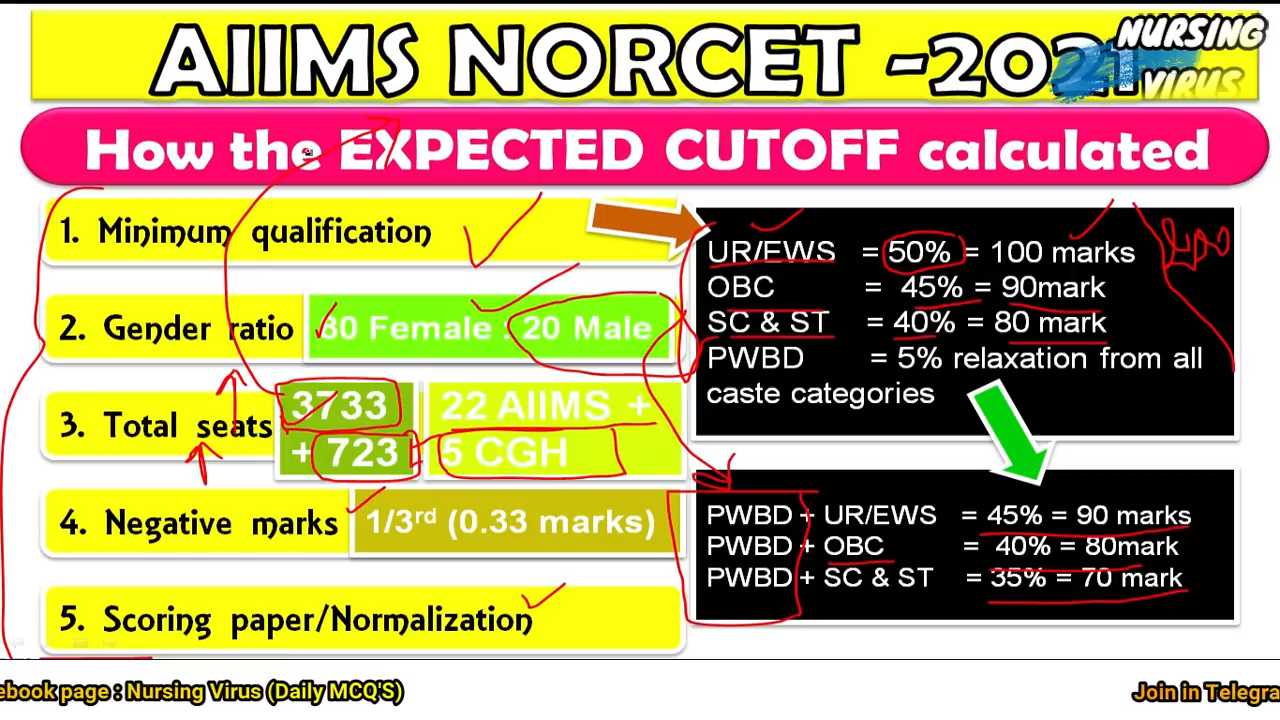 AIIMS NORCET -2021
NURSING
VIRUS
How the EXPECTED CUTOFF calculated
1. Minimum qualification
2. Gender ratio
80 Female : 20 Male
3. Total seats
3733
+ 723
22 AIIMS +
5 CGH
4. Negative marks
1/3rd (0.33 marks)
5. Scoring paper/Normalization
UR/EWS = 50% = 100 marks
OBC = 45% = 90mark
SC & ST = 40% = 80 mark
PWBD = 5% relaxation from all
caste categories
200
PWBD + UR/EWS = 45% = 90 marks
PWBD + OBC = 40% = 80mark
PWBD + SC & ST = 35% = 70 mark
ebook page : Nursing Virus (Daily MCQ'S)
Join in Telegra